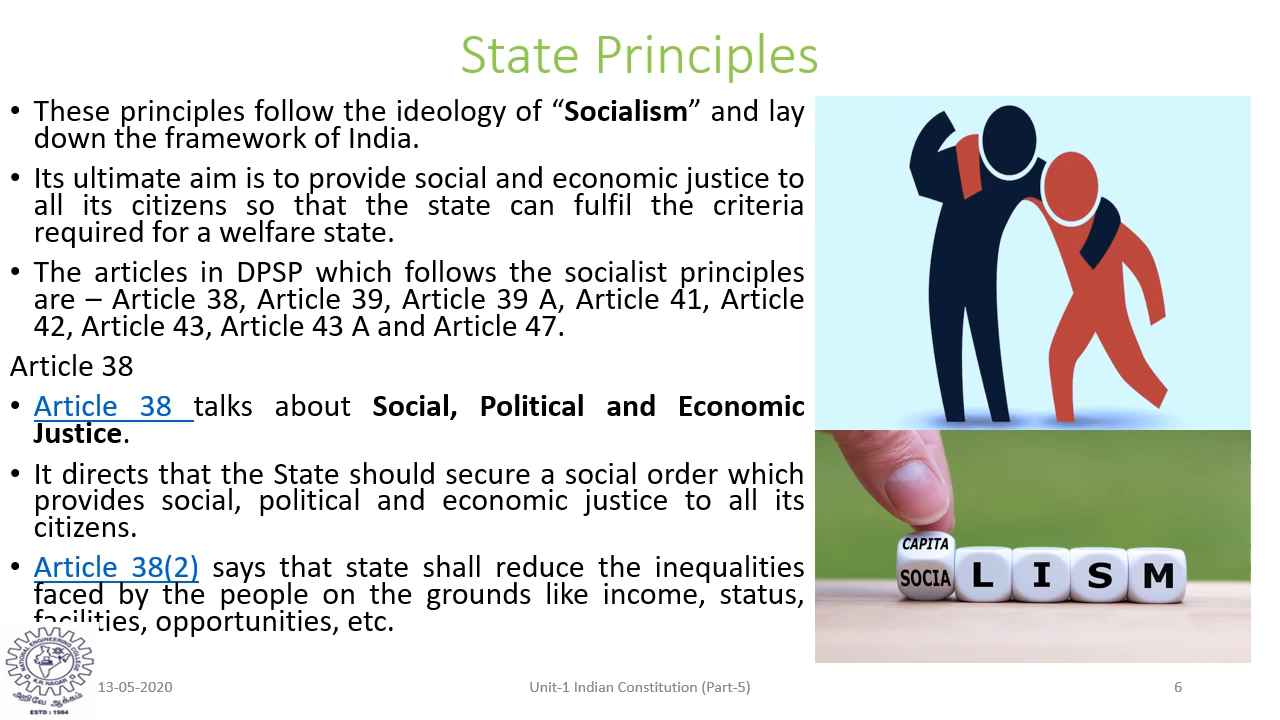 State Principles
• These principles follow the ideology of “Socialism” and lay
down the framework of India.
• Its ultimate aim is to provide social and economic justice to
all its citizens so that the state can fulfil the criteria
required for a welfare state.
• The articles in DPSP which follows the socialist principles
are – Article 38, Article 39, Article 39 A, Article 41, Article
42, Article 43, Article 43 A and Article 47.
Article 38
• Article 38 talks about Social, Political and Economic
Justice.
• It directs that the State should secure a social order which
provides social, political and economic justice to all its
citizens.
• Article 38(2) says that state shall reduce the inequalities
faced by the people on the grounds like income, status,
facilities, opportunities, etc.
CAPITA
SOCIA L I S M
NATIONAL ENGINEERING COLLEGE
K.R. NAGAR
அறிவே ஆக்கம்
ESTD : 1984
13-05-2020
Unit-1 Indian Constitution (Part-5)
6